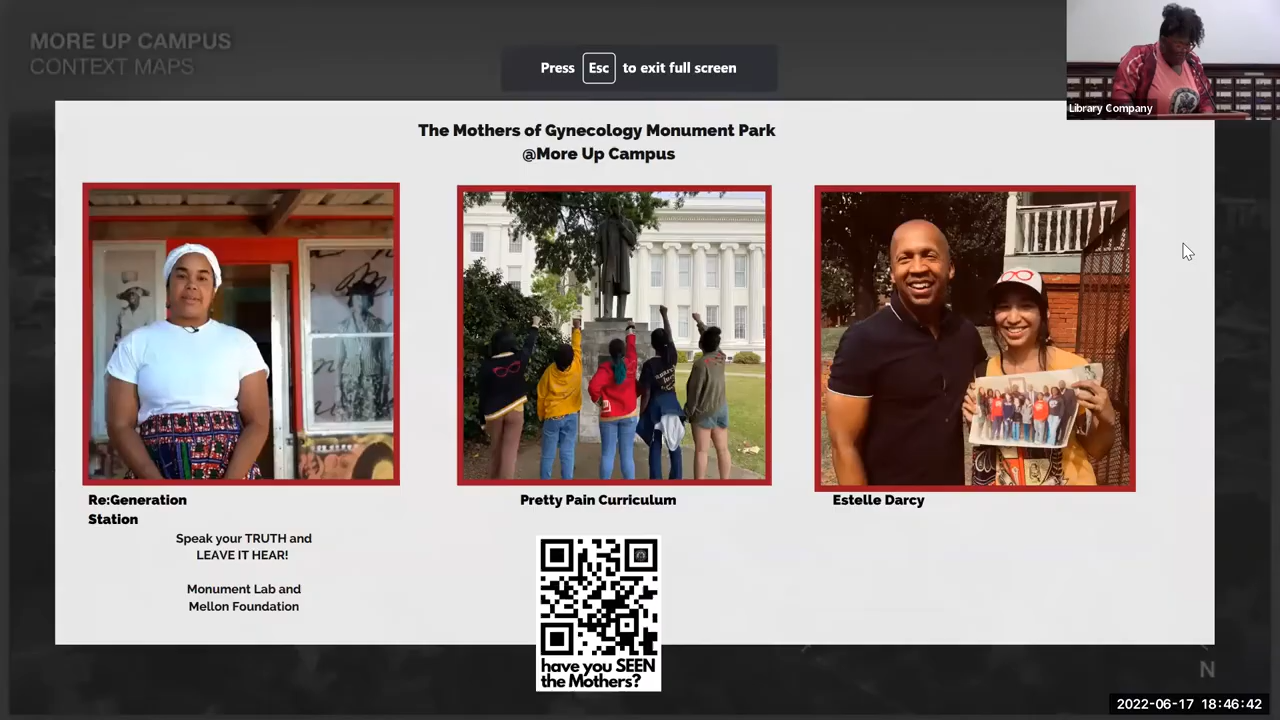 MORE UP CAMPUS
CONTEXT MAPS
Press Esc to exit full screen
Library Company
The Mothers of Gynecology Monument Park
@More Up Campus
Re:Generation
Station
Pretty Pain Curriculum
Estelle Darcy
Speak your TRUTH and
LEAVE IT HEAR!
Monument Lab and
Mellon Foundation
have you SEEN
the Mothers?
N
2022-06-17 18:46:42